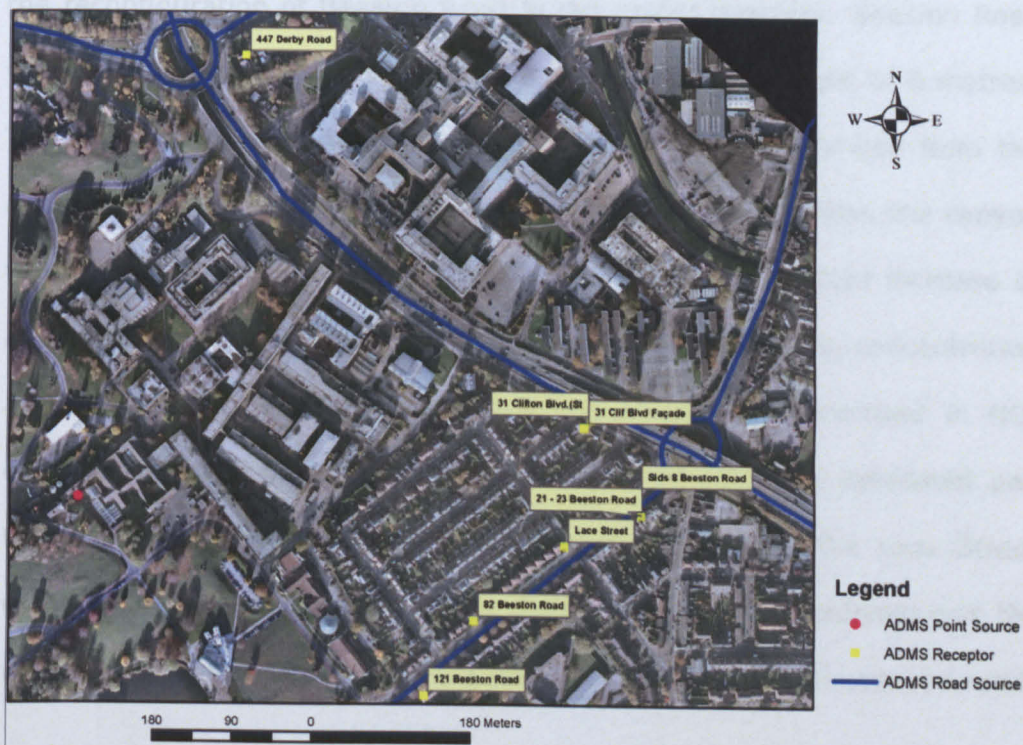 447 Derby Road
N
W E
S
31 Clifton Blvd.(St
31 Clif Blvd Façade
Sids 8 Beeston Road
21 - 23 Beeston Road
Lace Street
82 Beeston Road
121 Beeston Road
Legend
ADMS Point Source
ADMS Receptor
ADMS Road Source
180 90 0 180 Meters